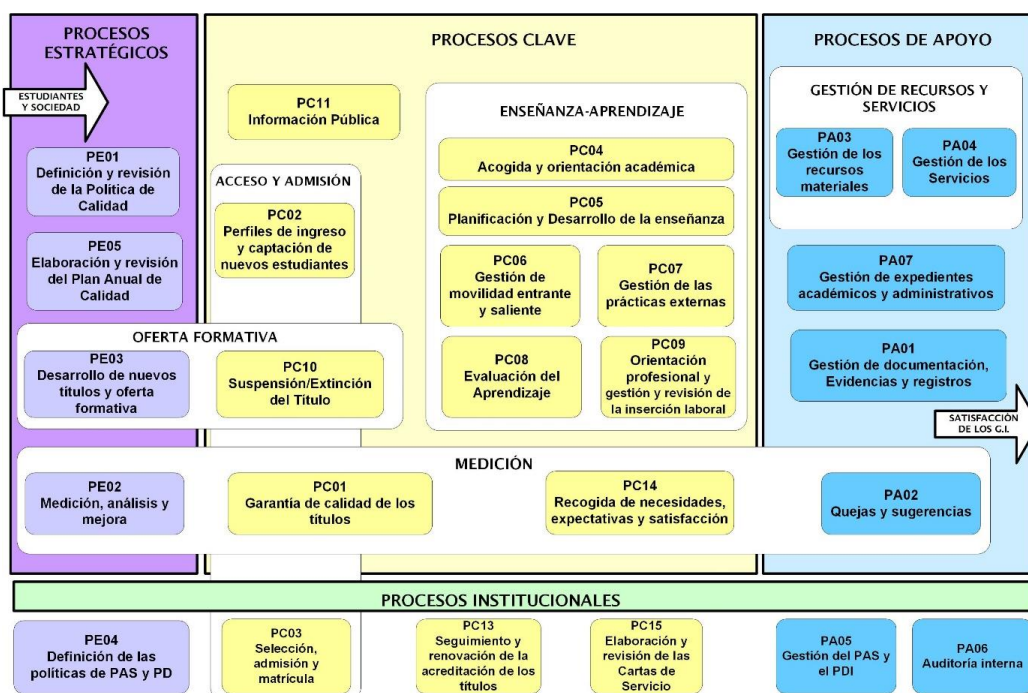 PROCESOS
ESTRATÉGICOS
ESTUDIANTES
Y SOCIEDAD
PE01
Definición y revisión
de la Política de
Calidad
PE05
Elaboración y revisión
del Plan Anual de
Calidad
PROCESOS CLAVE
PC11
Información Pública
ACCESO Y ADMISIÓN
PC02
Perfiles de ingreso
y captación de
nuevos estudiantes
ENSEÑANZA-APRENDIZAJE
PC04
Acogida y orientación académica
PC05
Planificación y Desarrollo de la enseñanza
PC06
Gestión de
movilidad entrante
y saliente
PC07
Gestión de las
prácticas externas
PC08
Evaluación del
Aprendizaje
PC09
Orientación
profesional y
gestión y revisión de
la inserción laboral
OFERTA FORMATIVA
PE03
Desarrollo de nuevos
títulos y oferta
formativa
PC10
Suspensión/Extinción
del Título
PROCESOS DE APOYO
GESTIÓN DE RECURSOS Y
SERVICIOS
PA03
Gestión de los
recursos
materiales
PA04
Gestión de los
Servicios
PA07
Gestión de expedientes
académicos y administrativos
PA01
Gestión de documentación,
Evidencias y registros
SATISFACCIÓN
DE LOS G.I.
MEDICIÓN
PE02
Medición, análisis y
mejora
PC01
Garantía de calidad de los
títulos
PC14
Recogida de necesidades,
expectativas y satisfacción
PA02
Quejas y sugerencias
PROCESOS INSTITUCIONALES
PE04
Definición de las
políticas de PAS y PD
PC03
Selección,
admisión y
matrícula
PC13
Seguimiento y
renovación de la
acreditación de los
títulos
PC15
Elaboración y
revisión de las
Cartas de
Servicio
PA05
Gestión del PAS y
el PDI
PA06
Auditoría interna